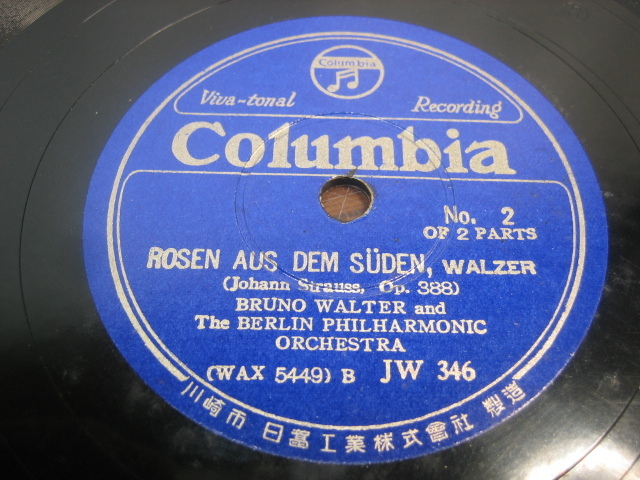 Columbia
Viva-tonal Recording
Columbia
No. 2
OF 2 PARTS
ROSEN AUS DEM SÜDEN, WALZER
(Johann Strauss, Op. 388)
BRUNO WALTER and
The BERLIN PHILHARMONIC
ORCHESTRA
(WAX 5449) B JW 346
川崎市 日蓄工業株式會社 製造